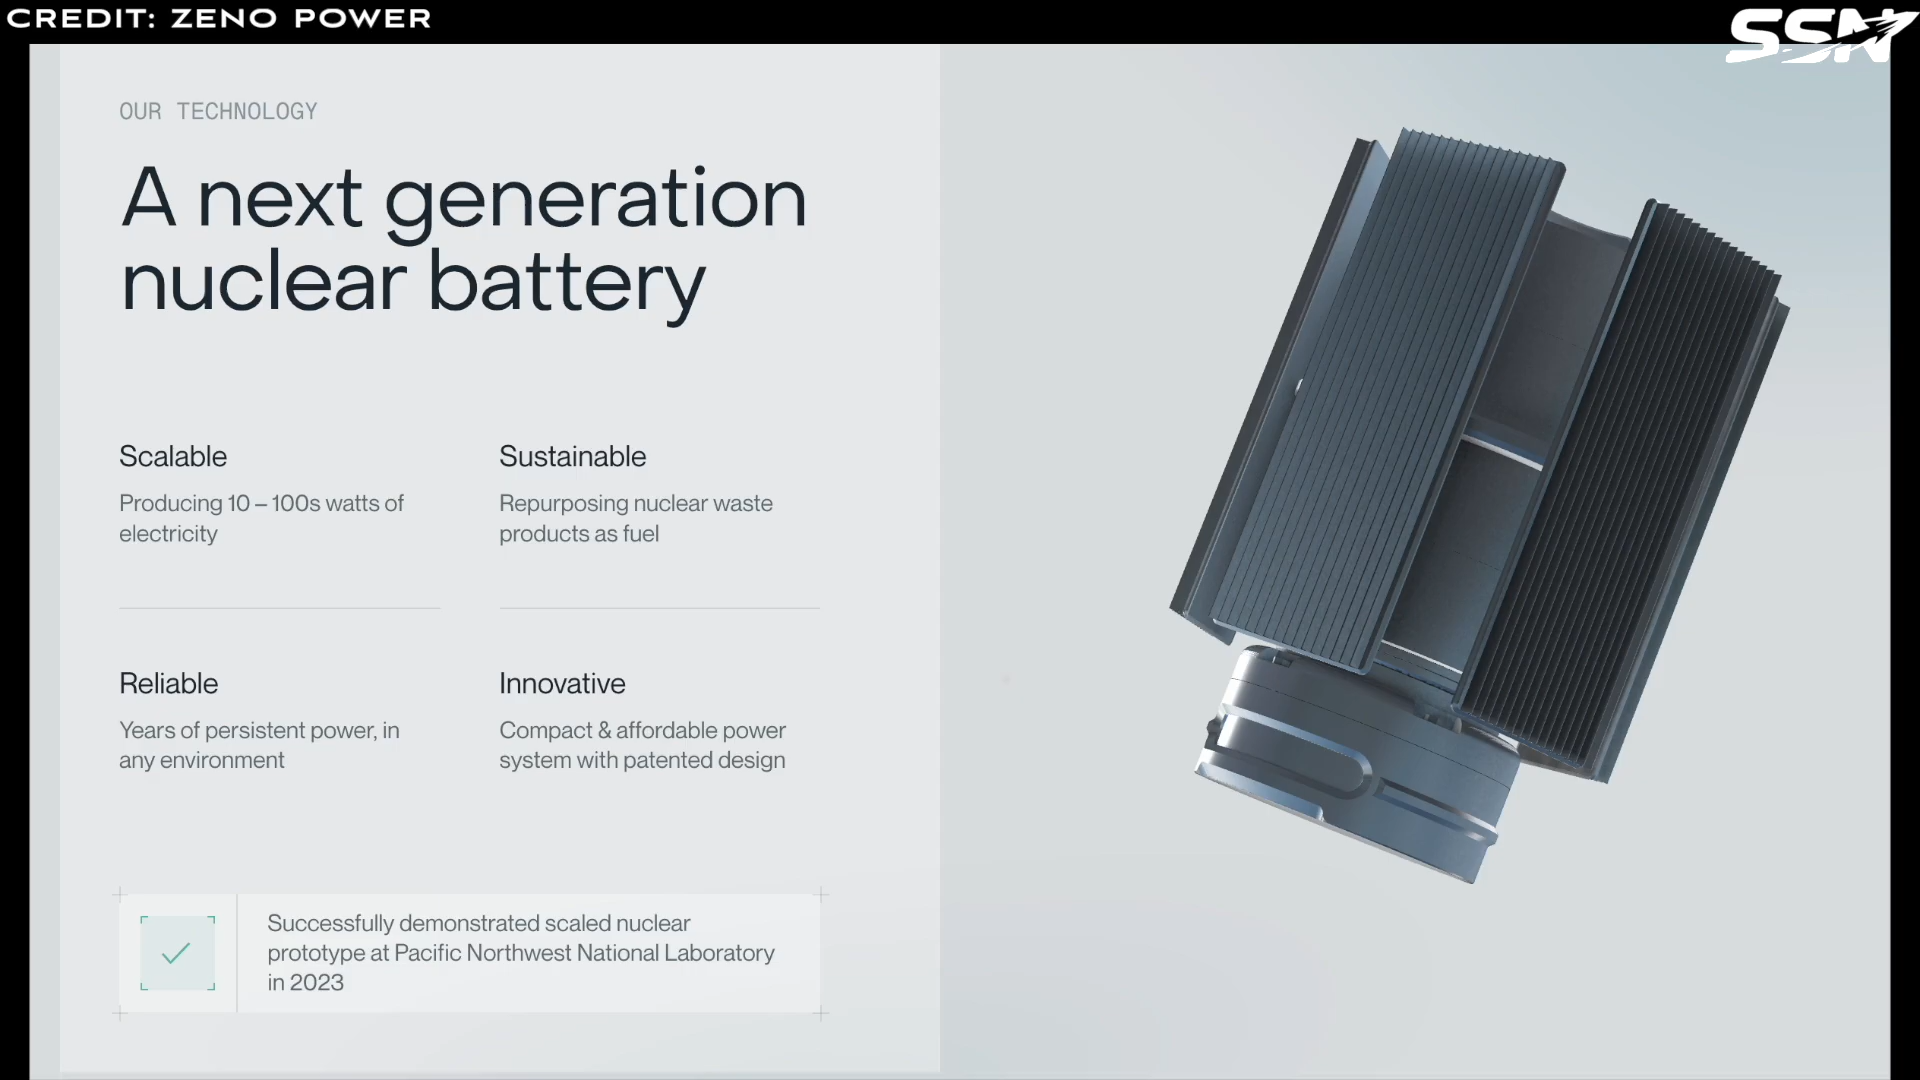 CREDIT: ZENO POWER
SSN
OUR TECHNOLOGY
A next generation
nuclear battery
Scalable
Producing 10 – 100s watts of
electricity
Sustainable
Repurposing nuclear waste
products as fuel
Reliable
Years of persistent power, in
any environment
Innovative
Compact & affordable power
system with patented design
Successfully demonstrated scaled nuclear
prototype at Pacific Northwest National Laboratory
in 2023